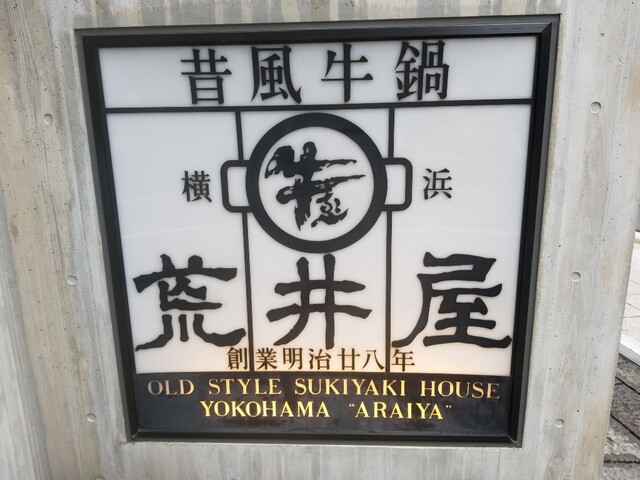 昔風牛鍋
横浜
荒井屋
創業明治廿八年
OLD STYLE SUKIYAKI HOUSE
YOKOHAMA "ARAIYA"